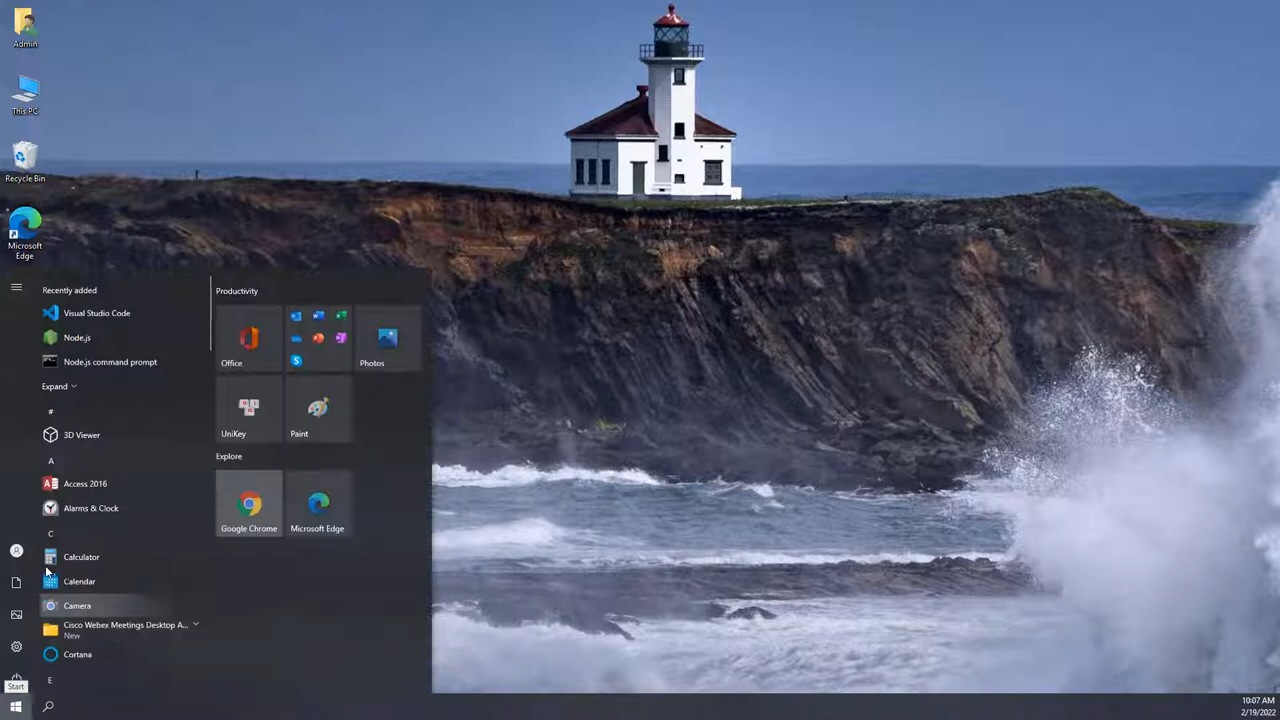 Admin
This PC
Recycle Bin
Microsoft
Edge
Recently added
Visual Studio Code
Node.js
Node.js command prompt
Expand
#
3D Viewer
A
Access 2016
Alarms & Clock
C
Calculator
Calendar
Camera
Cisco Webex Meetings Desktop A...
New
Cortana
E
Productivity
Office
Photos
UniKey
Paint
Explore
Google Chrome
Microsoft Edge
Start
10:07 AM
2/19/2022